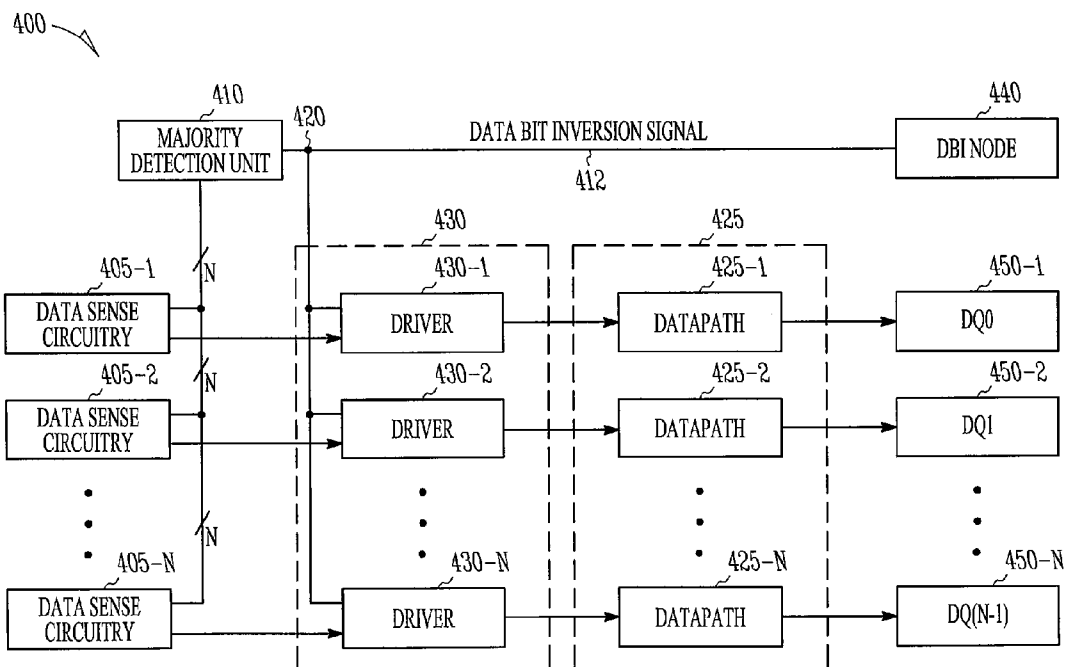 400
410
MAJORITY
DETECTION UNIT
420
DATA BIT INVERSION SIGNAL
412
440
DBI NODE
430
425
N
405-1
DATA SENSE
CIRCUITRY
430-1
DRIVER
425-1
DATAPATH
450-1
DQ0
N
405-2
DATA SENSE
CIRCUITRY
430-2
DRIVER
425-2
DATAPATH
450-2
DQ1
N
405-N
DATA SENSE
CIRCUITRY
430-N
DRIVER
425-N
DATAPATH
450-N
DQ(N-1)